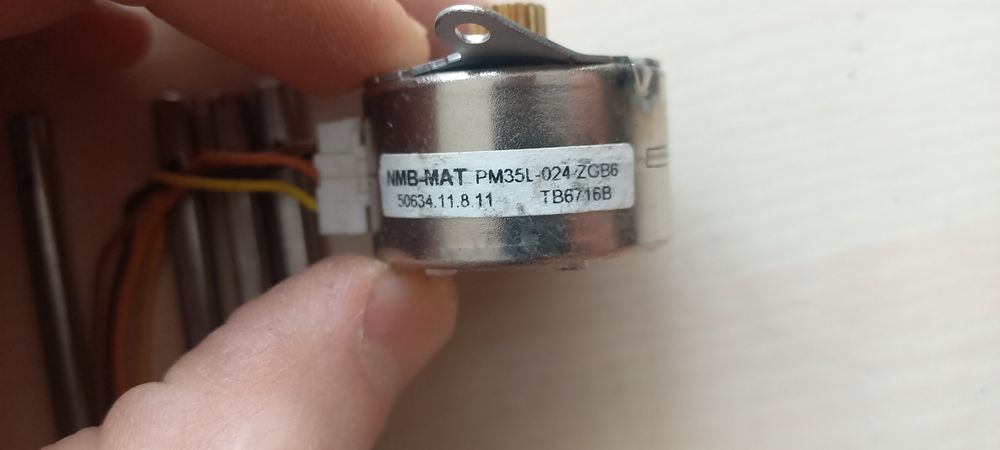 NMB-MAT PM35L-024 ZGB6
50634.11.8.11 TB6716B